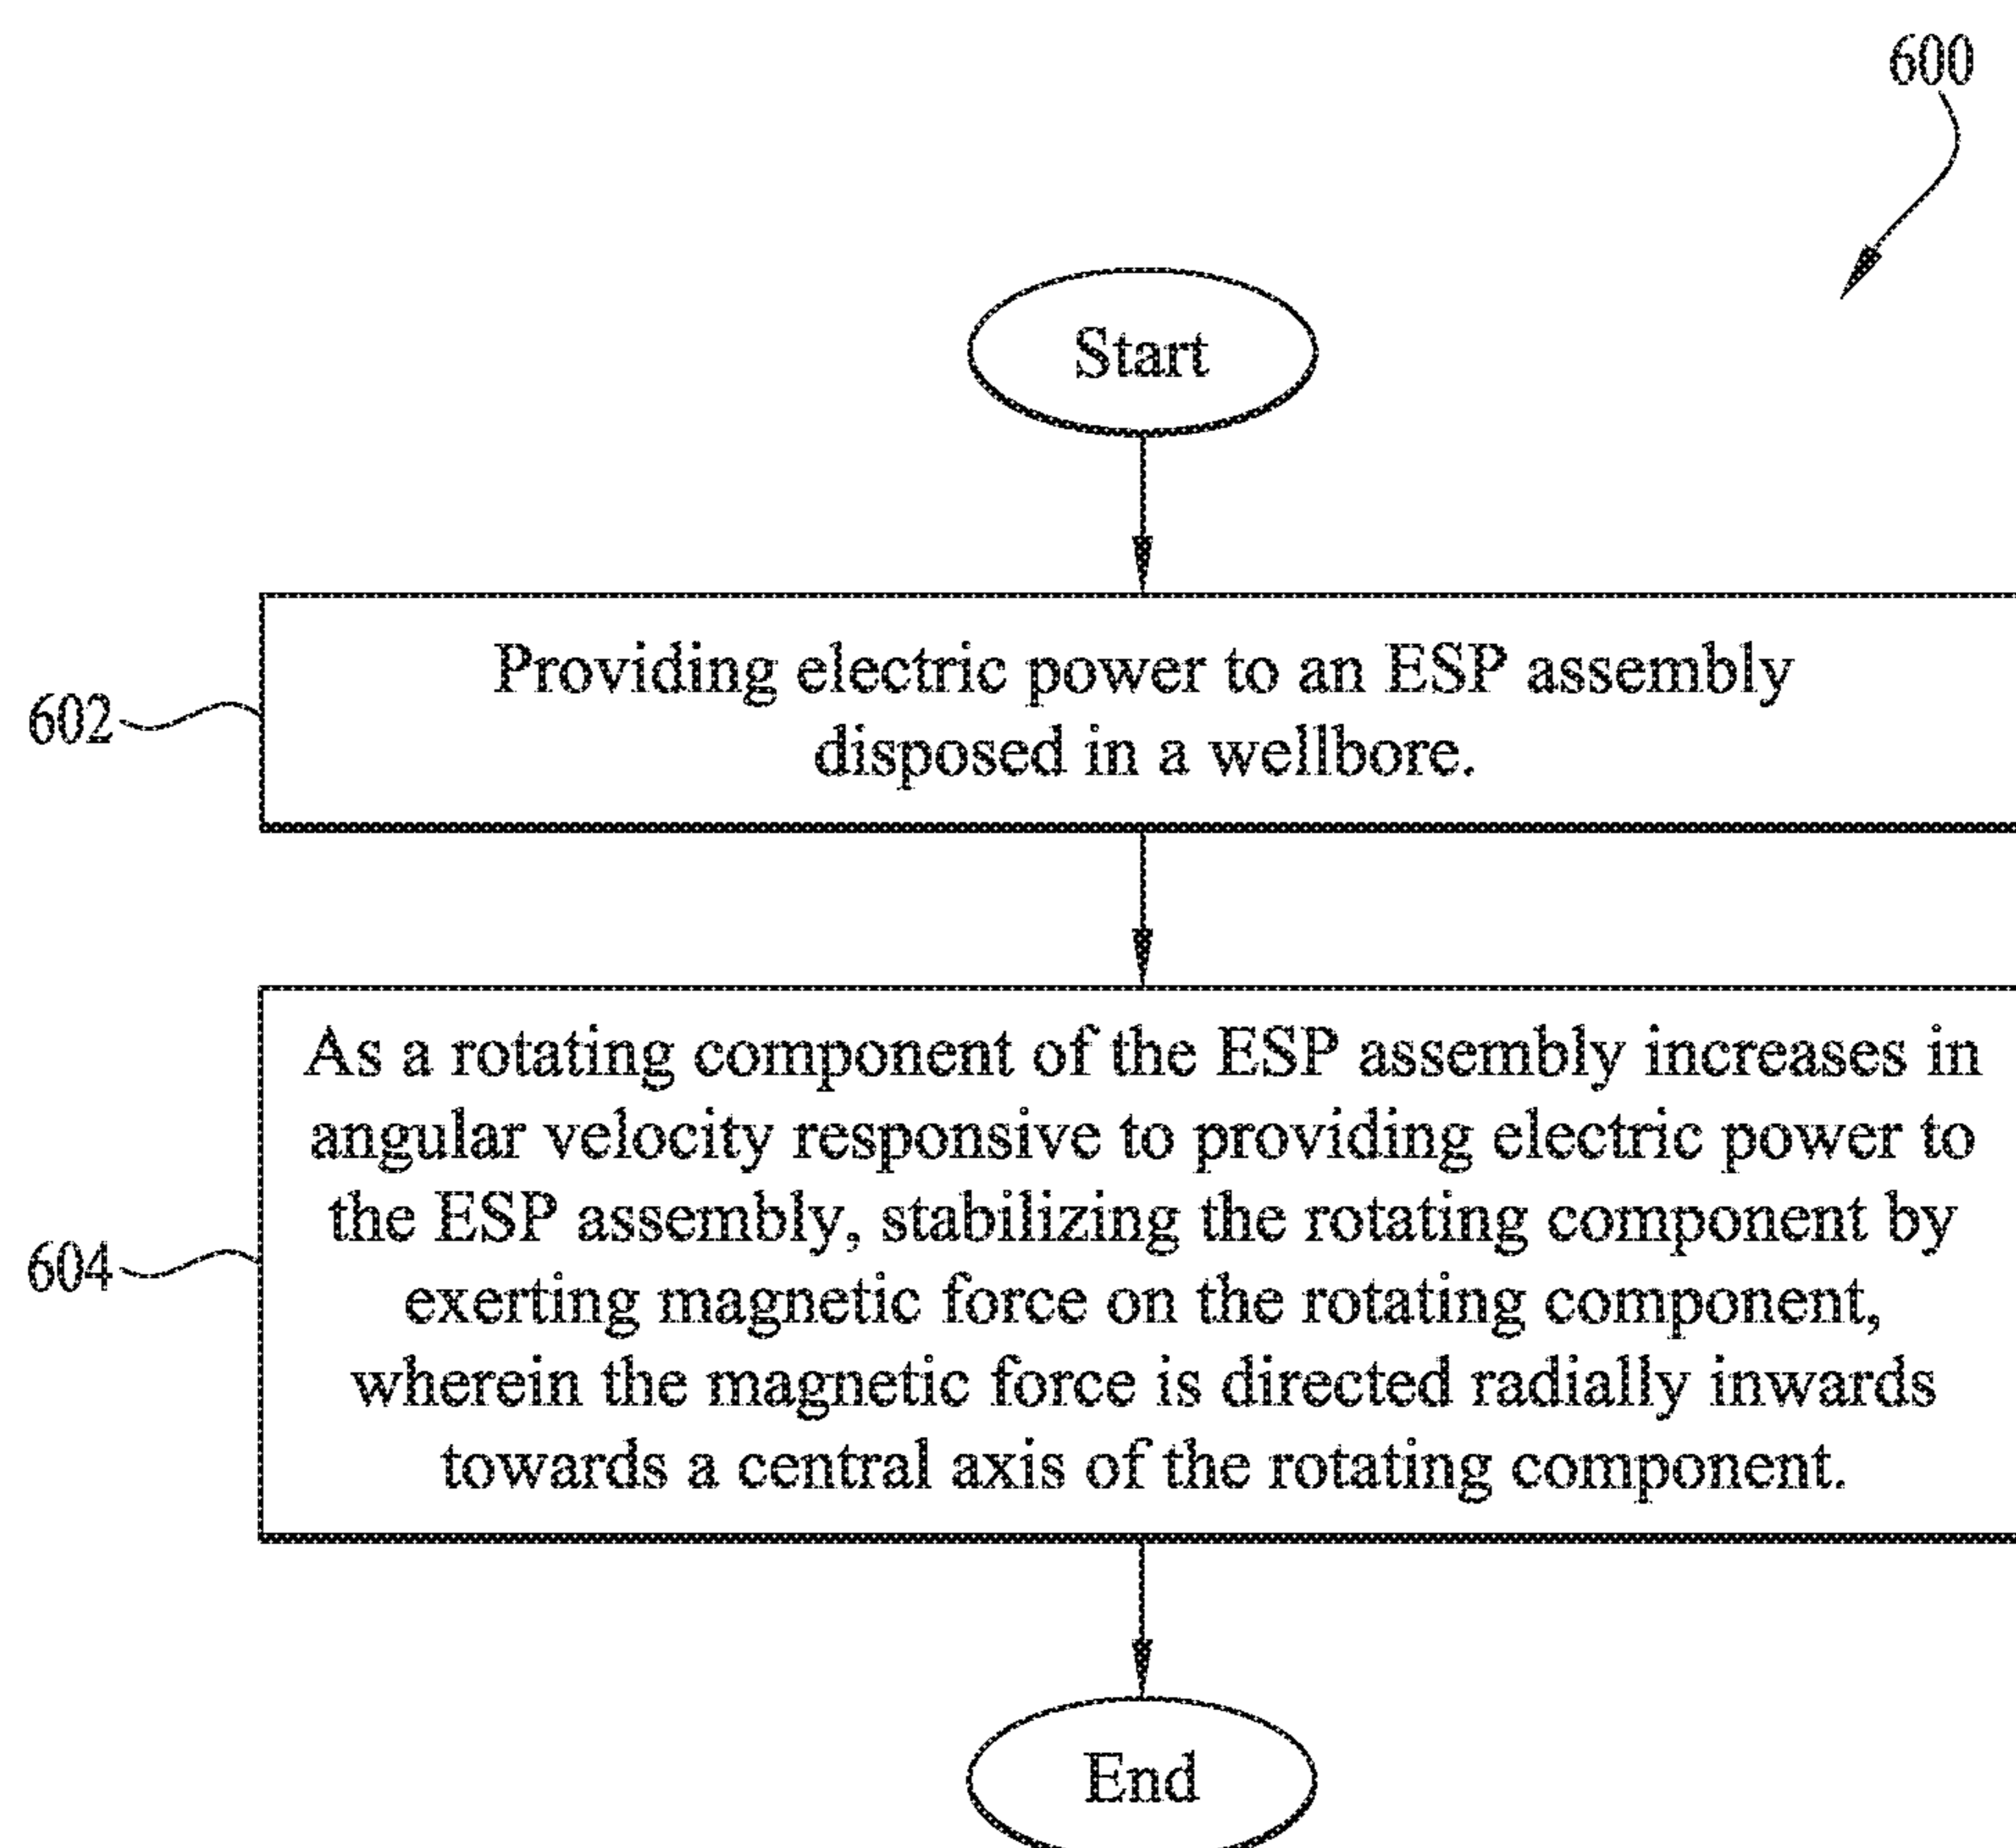 600
Start
602
Providing electric power to an ESP assembly
disposed in a wellbore.
604
As a rotating component of the ESP assembly increases in
angular velocity responsive to providing electric power to
the ESP assembly, stabilizing the rotating component by
exerting magnetic force on the rotating component,
wherein the magnetic force is directed radially inwards
towards a central axis of the rotating component.
End